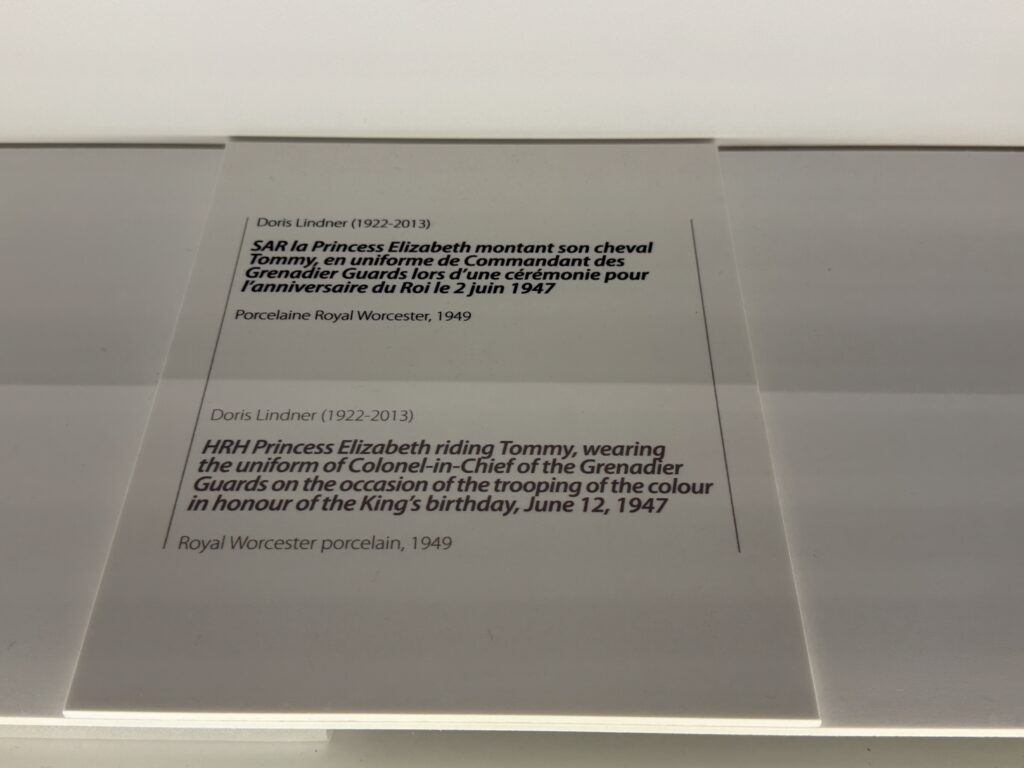 Doris Lindner (1922-2013)
SAR la Princess Elizabeth montant son cheval
Tommy, en uniforme de Commandant des
Grenadier Guards lors d'une cérémonie pour
l'anniversaire du Roi le 2 juin 1947
Porcelaine Royal Worcester, 1949
Doris Lindner (1922-2013)
HRH Princess Elizabeth riding Tommy, wearing
the uniform of Colonel-in-Chief of the Grenadier
Guards on the occasion of the trooping of the colour
in honour of the King's birthday, June 12, 1947
Royal Worcester porcelain, 1949